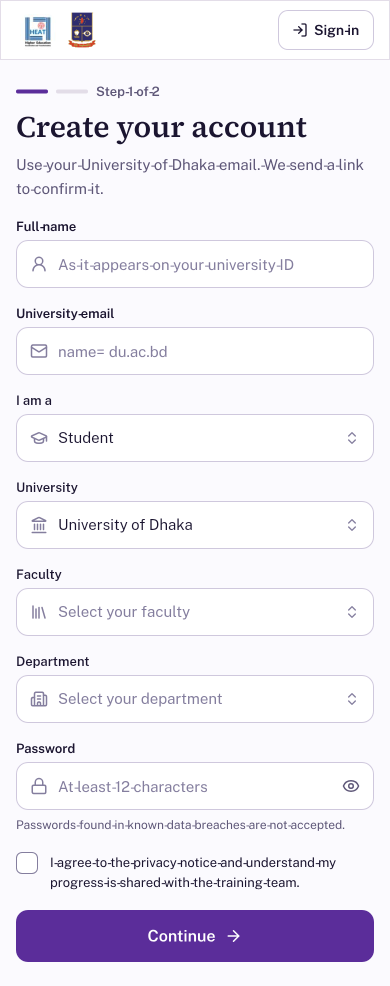 HEAT
Sign-in
Step-1-of-2
Create your account
Use-your-University-of-Dhaka-email.-We-send-a-link
to-confirm-it.
Full-name
As-it-appears-on-your-university-ID
University-email
name= du.ac.bd
I am a
Student
University
University of Dhaka
Faculty
Select your faculty
Department
Select your department
Password
At-least-12-characters
Passwords-found-in-known-data-breaches-are-not-accepted.
I-agree-to-the-privacy-notice-and-understand-my
progress-is-shared-with-the-training-team.
Continue